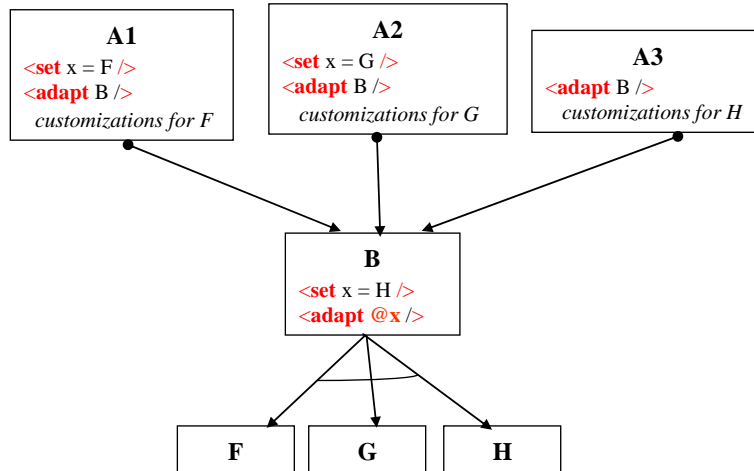 A1
<set x = F />
<adapt B />
customizations for F
A2
<set x = G />
<adapt B />
customizations for G
A3
<adapt B />
customizations for H
B
<set x = H />
<adapt @x />
F
G
H